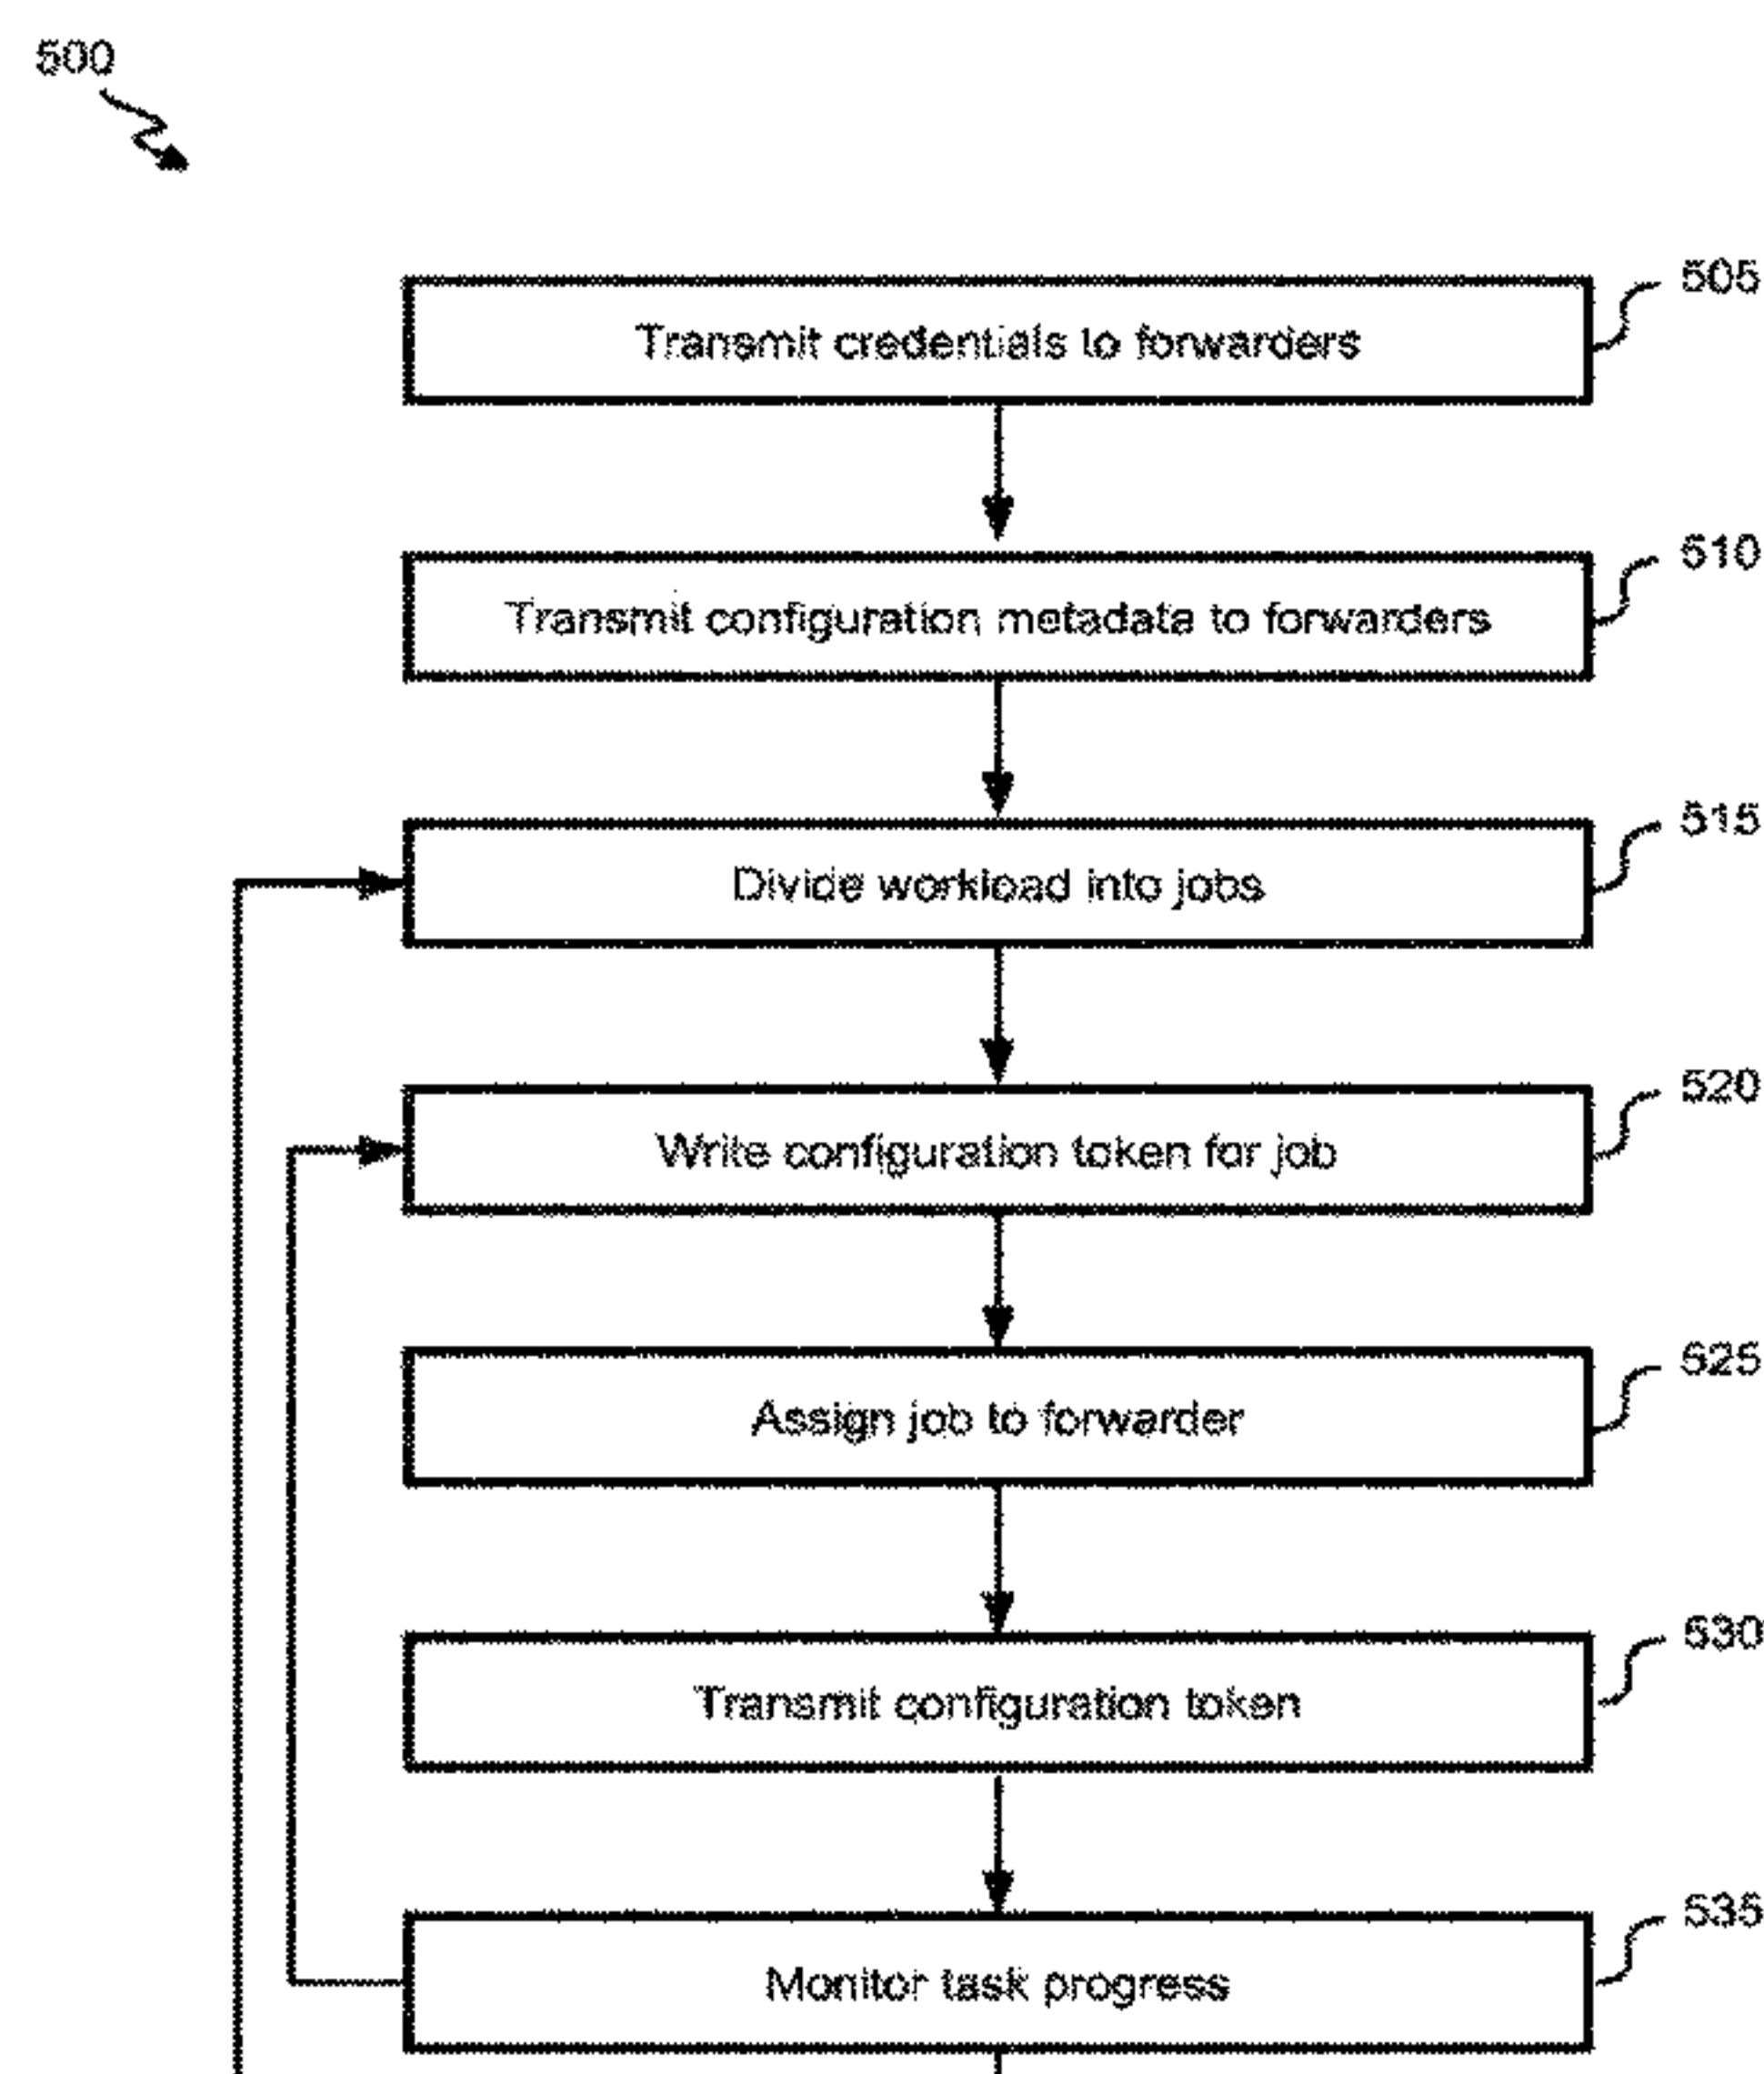 500
Transmit credentials to forwarders
505
Transmit configuration metadata to forwarders
510
Divide workload into jobs
515
Write configuration token for job
520
Assign job to forwarder
525
Transmit configuration token
530
Monitor task progress
535